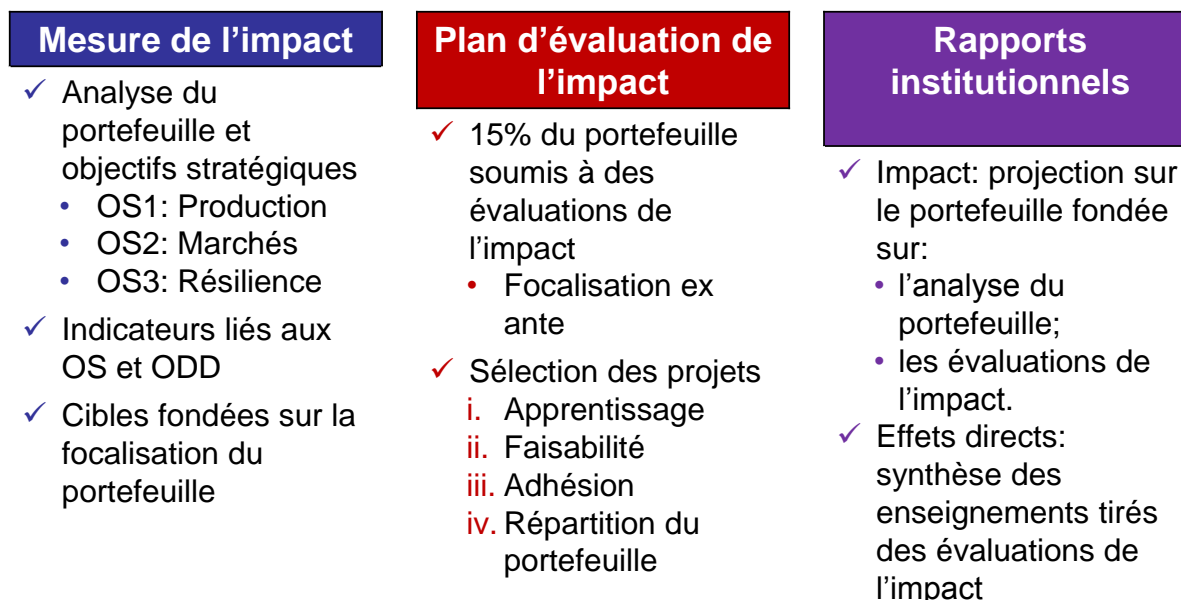 Mesure de l’impact
✓ Analyse du
portefeuille et
objectifs stratégiques
• OS1: Production
• OS2: Marchés
• OS3: Résilience
✓ Indicateurs liés aux
OS et ODD
✓ Cibles fondées sur la
focalisation du
portefeuille
Plan d’évaluation de
l’impact
✓ 15% du portefeuille
soumis à des
évaluations de
l’impact
• Focalisation ex
ante
✓ Sélection des projets
i. Apprentissage
ii. Faisabilité
iii. Adhésion
iv. Répartition du
portefeuille
Rapports
institutionnels
✓ Impact: projection sur
le portefeuille fondée
sur:
• l’analyse du
portefeuille;
• les évaluations de
l’impact.
✓ Effets directs:
synthèse des
enseignements tirés
des évaluations de
l’impact